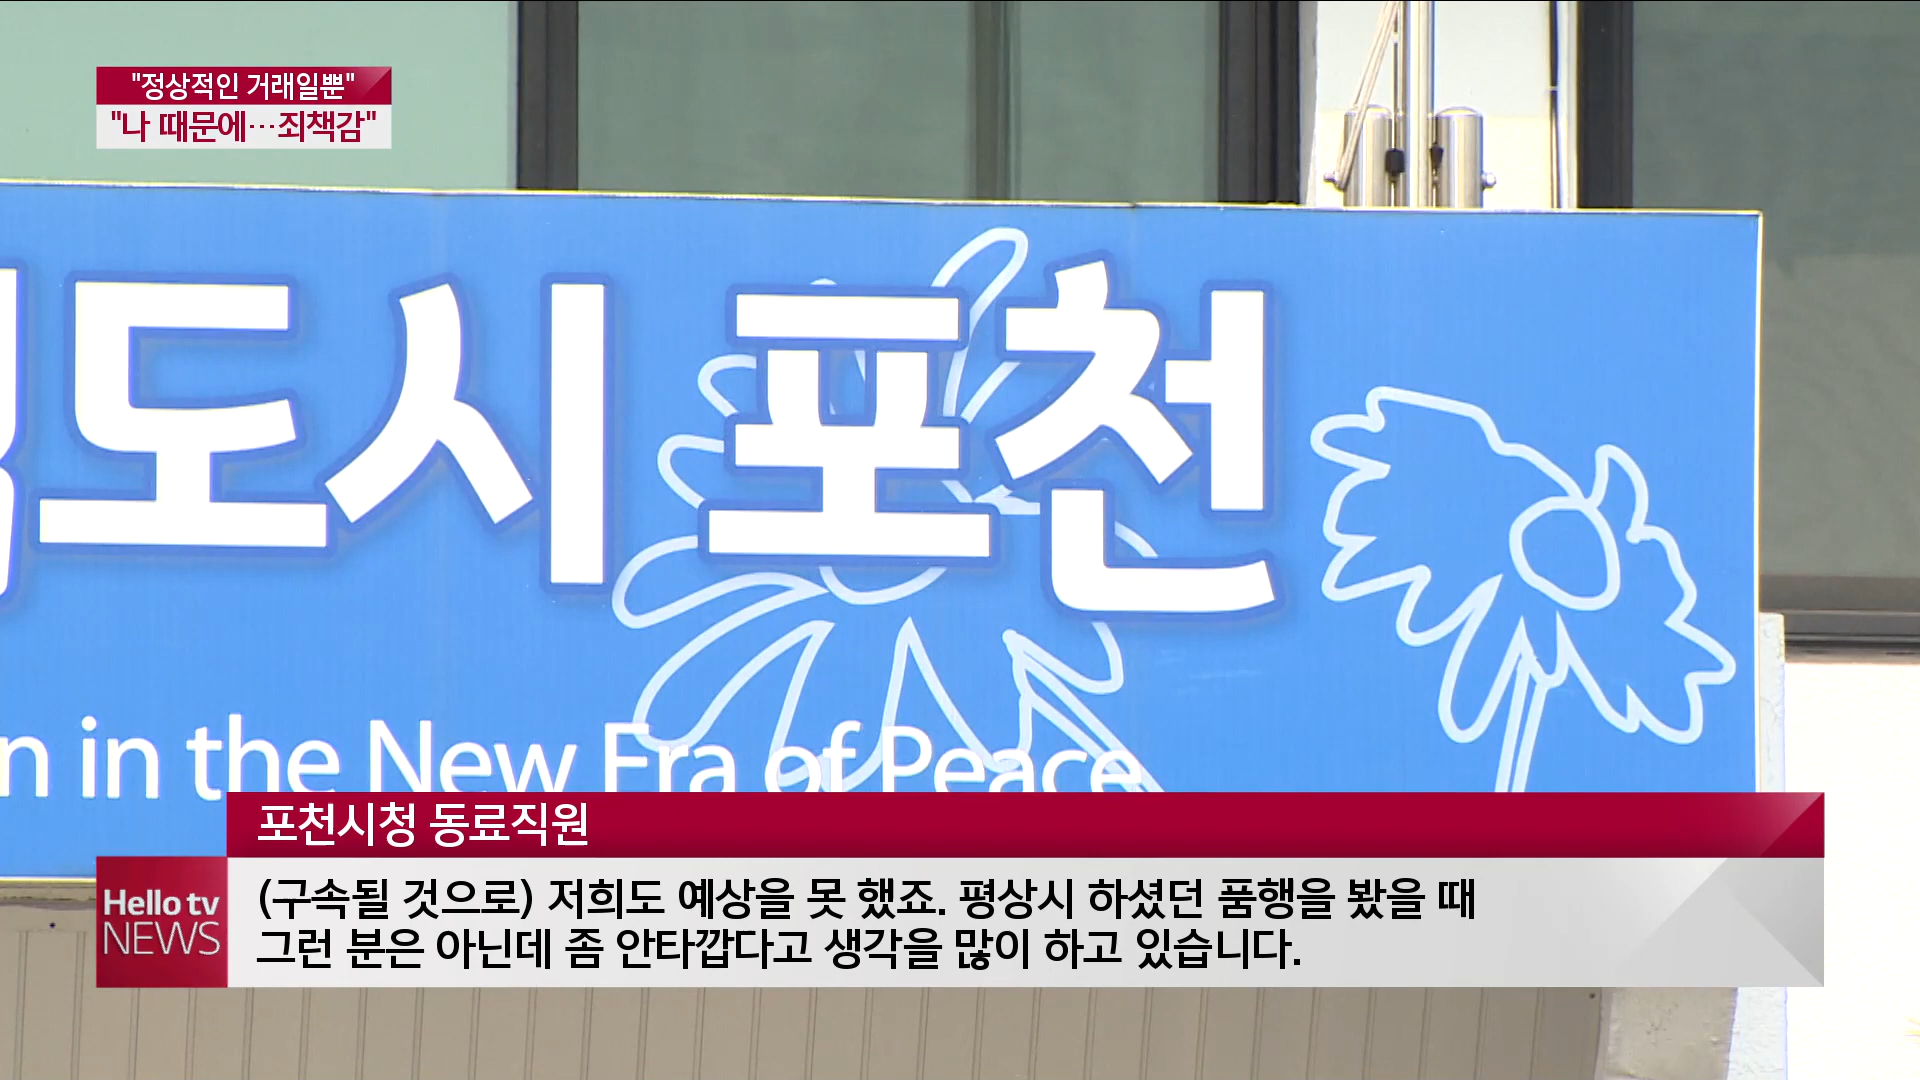 "정상적인 거래일뿐"
"나 때문에…죄책감"
도시 포천
in the New Era of Peace
포천시청 동료직원
Hello tv
NEWS
(구속될 것으로) 저희도 예상을 못 했죠. 평상시 하셨던 품행을 봤을 때
그런 분은 아닌데 좀 안타깝다고 생각을 많이 하고 있습니다.